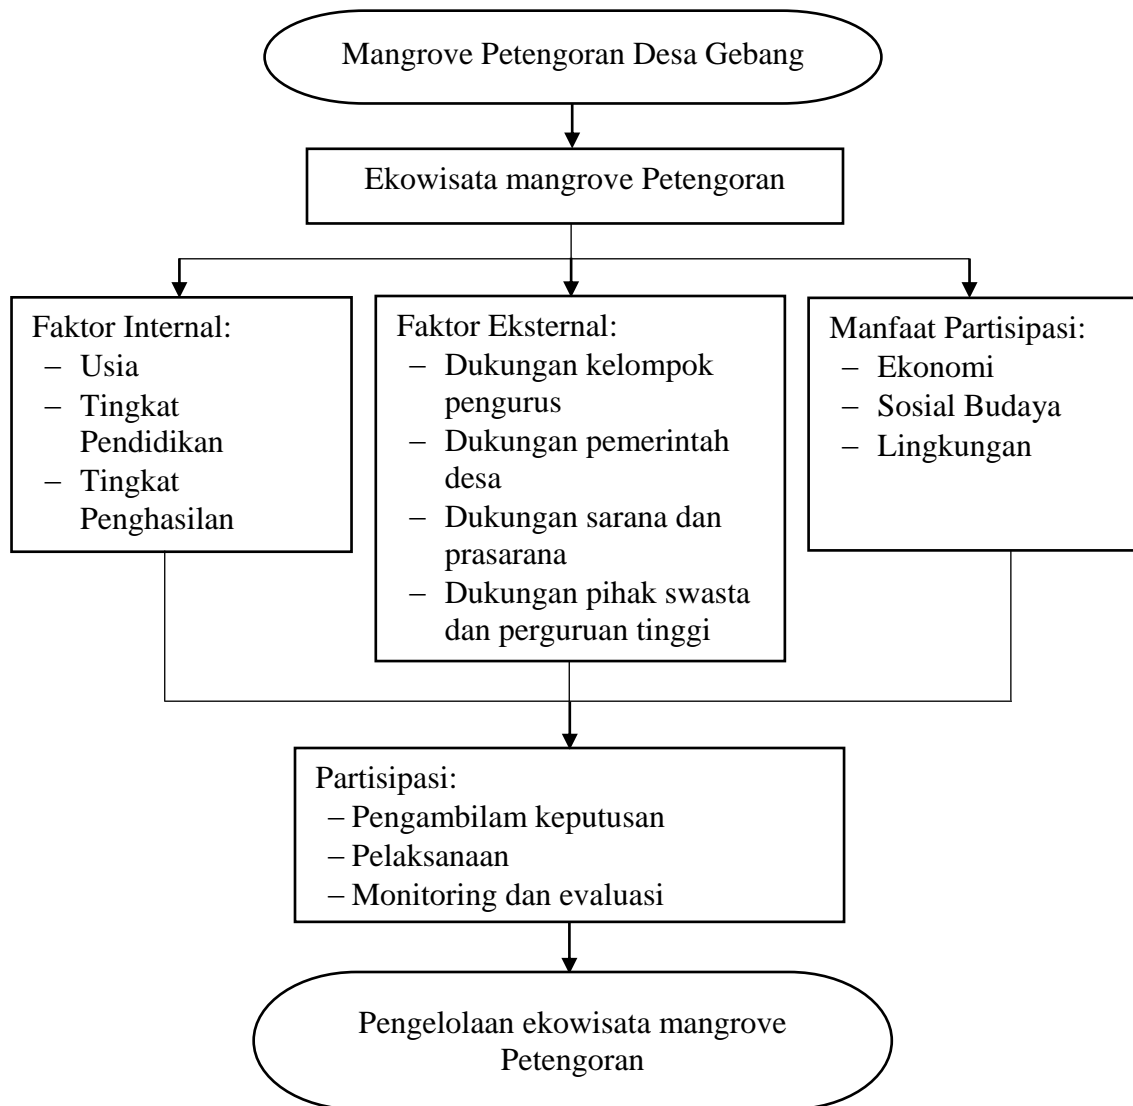 Mangrove Petengoran Desa Gebang
Ekowisata mangrove Petengoran
Faktor Internal:
– Usia
– Tingkat
Pendidikan
– Tingkat
Penghasilan
Faktor Eksternal:
– Dukungan kelompok
pengurus
– Dukungan pemerintah
desa
– Dukungan sarana dan
prasarana
– Dukungan pihak swasta
dan perguruan tinggi
Manfaat Partisipasi:
– Ekonomi
– Sosial Budaya
– Lingkungan
Partisipasi:
– Pengambilam keputusan
– Pelaksanaan
– Monitoring dan evaluasi
Pengelolaan ekowisata mangrove
Petengoran